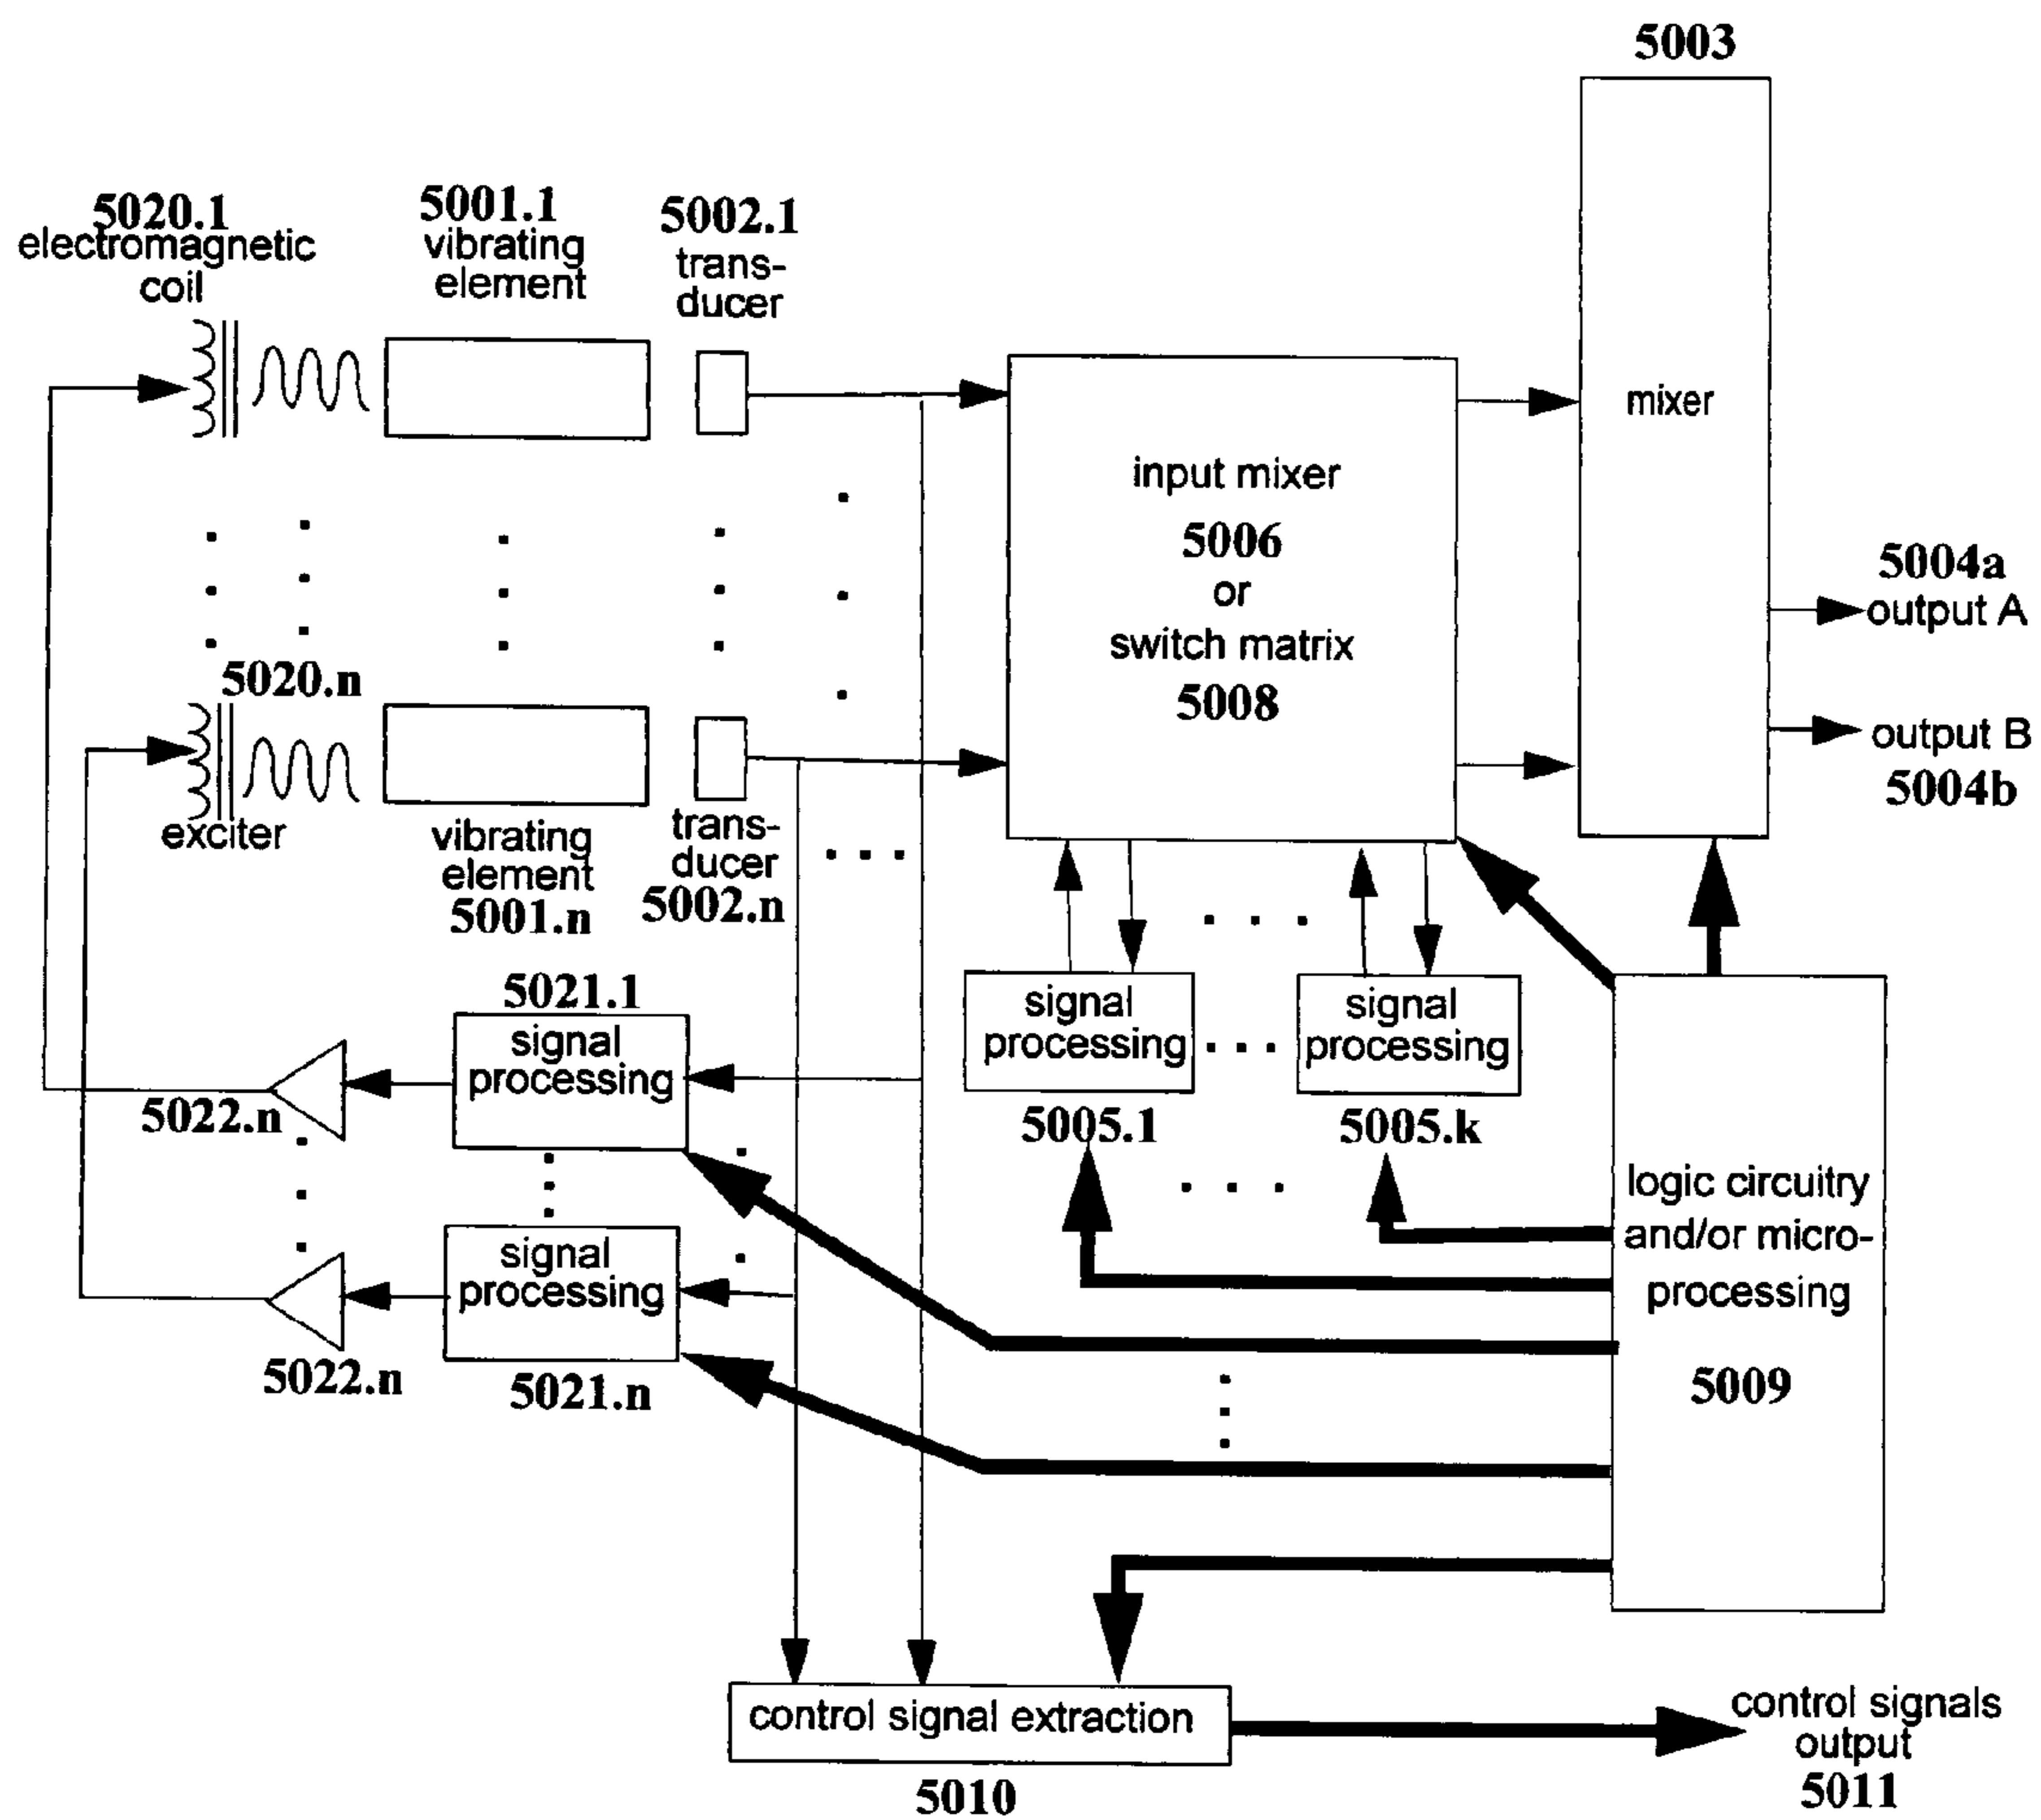 5003
5020.1
electromagnetic
coil
5001.1
vibrating
element
5002.1
trans-
ducer
mixer
input mixer
5006
or
switch matrix
5008
5004a
output A
output B
5004b
5020.n
exciter
vibrating
element
5001.n
trans-
ducer
5002.n
5021.1
signal
processing
5022.n
signal
processing
5005.1
signal
processing
5005.k
signal
processing
5022.n
5021.n
logic circuitry
and/or micro-
processing
5009
control signal extraction
5010
control signals
output
5011